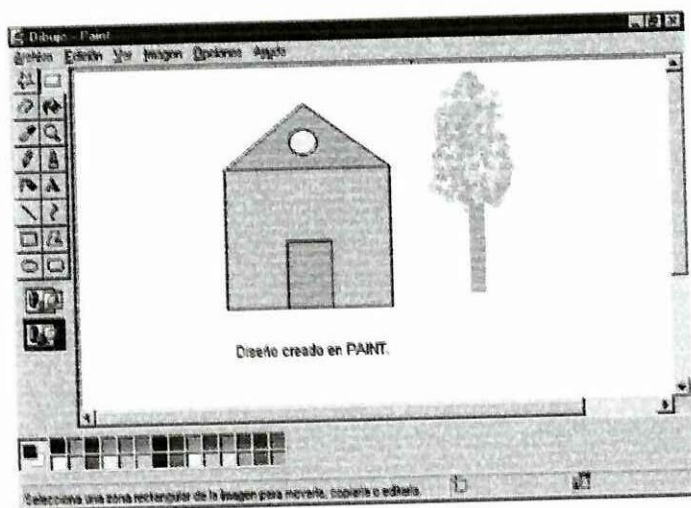 Dibujo - Paint
Archivo Edición Ver Imagen Opciones Ayuda
Diseño creado en PAINT.
Selecciona una zona rectangular de la imagen para moverla, copiarla o editarla.